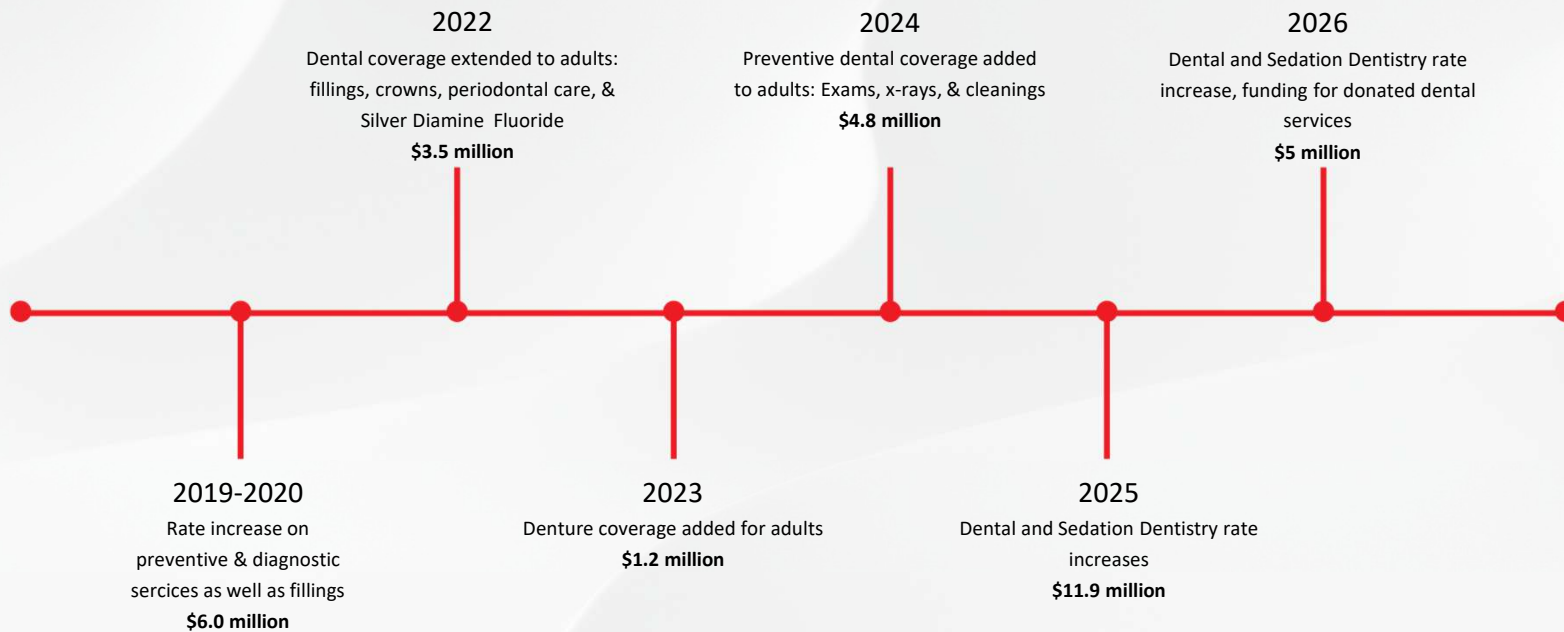 2022
Dental coverage extended to adults:
fillings, crowns, periodontal care, &
Silver Diamine Fluoride
$3.5 million
2024
Preventive dental coverage added
to adults: Exams, x-rays, & cleanings
$4.8 million
2026
Dental and Sedation Dentistry rate
increase, funding for donated dental
services
$5 million
2019-2020
Rate increase on
preventive & diagnostic
sercices as well as fillings
$6.0 million
2023
Denture coverage added for adults
$1.2 million
2025
Dental and Sedation Dentistry rate
increases
$11.9 million